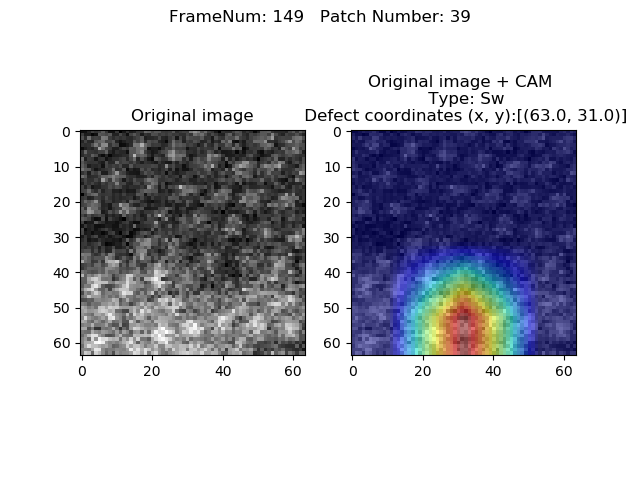 FrameNum: 149   Patch Number: 39
Original image
0
10
20
30
40
50
60
0 20 40 60
Original image + CAM
Type: Sw
Defect coordinates (x, y):[(63.0, 31.0)]
0
10
20
30
40
50
60
0 20 40 60